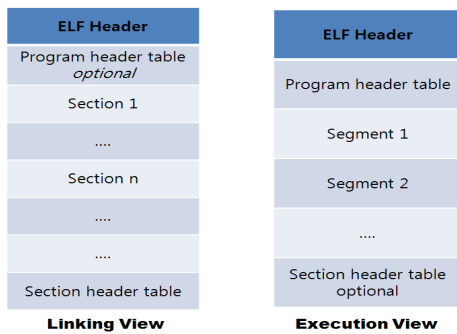 ELF Header
Program header table
optional
Section 1
....
Section n
....
....
Section header table
Linking View
ELF Header
Program header table
Segment 1
Segment 2
....
Section header table
optional
Execution View